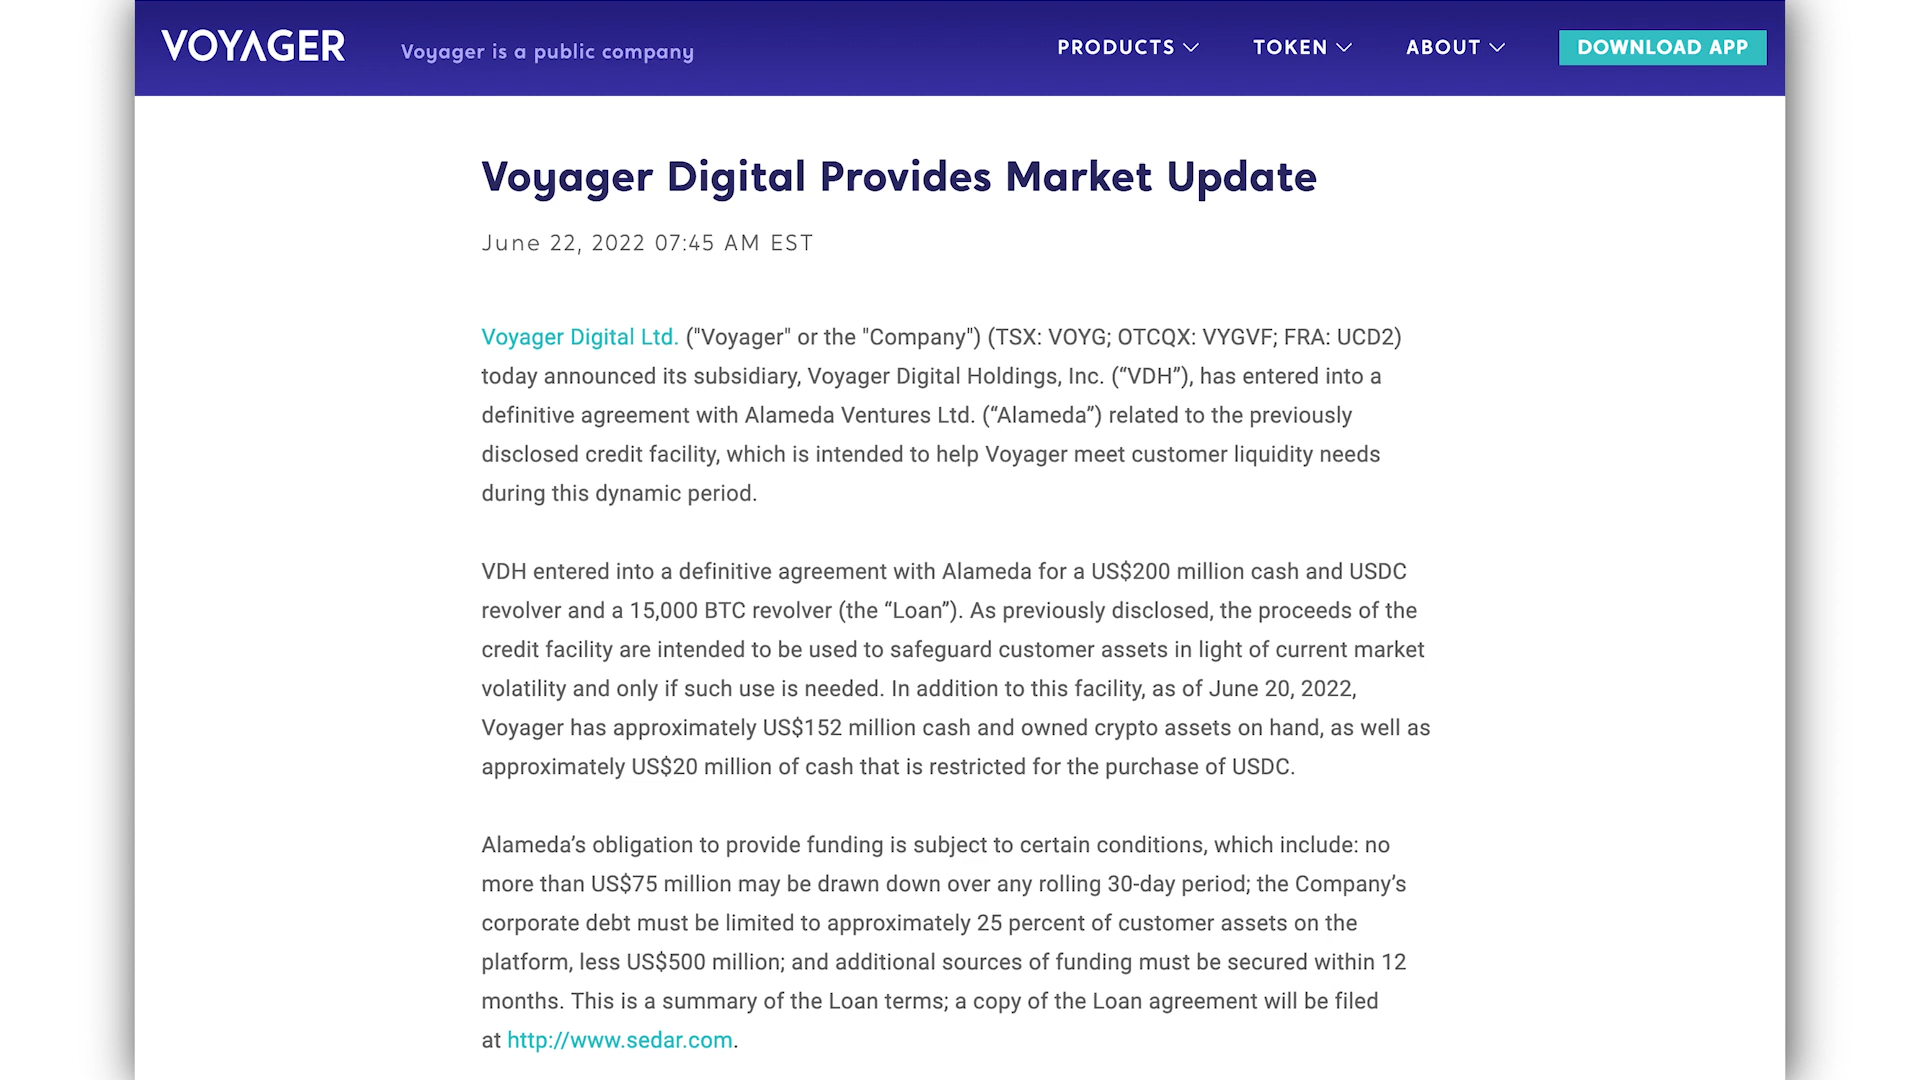 VOYAGER
Voyager is a public company
PRODUCTS
TOKEN
ABOUT
DOWNLOAD APP
Voyager Digital Provides Market Update
June 22, 2022 07:45 AM EST
Voyager Digital Ltd. ("Voyager" or the "Company") (TSX: VOYG; OTCQX: VYGVF; FRA: UCD2)
today announced its subsidiary, Voyager Digital Holdings, Inc. (“VDH”), has entered into a
definitive agreement with Alameda Ventures Ltd. (“Alameda”) related to the previously
disclosed credit facility, which is intended to help Voyager meet customer liquidity needs
during this dynamic period.
VDH entered into a definitive agreement with Alameda for a US$200 million cash and USDC
revolver and a 15,000 BTC revolver (the “Loan”). As previously disclosed, the proceeds of the
credit facility are intended to be used to safeguard customer assets in light of current market
volatility and only if such use is needed. In addition to this facility, as of June 20, 2022,
Voyager has approximately US$152 million cash and owned crypto assets on hand, as well as
approximately US$20 million of cash that is restricted for the purchase of USDC.
Alameda’s obligation to provide funding is subject to certain conditions, which include: no
more than US$75 million may be drawn down over any rolling 30-day period; the Company’s
corporate debt must be limited to approximately 25 percent of customer assets on the
platform, less US$500 million; and additional sources of funding must be secured within 12
months. This is a summary of the Loan terms; a copy of the Loan agreement will be filed
at http://www.sedar.com.